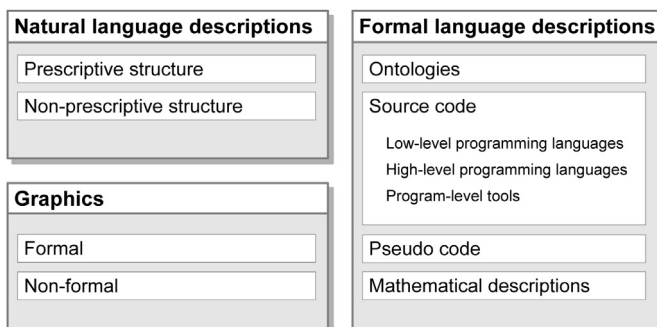 Natural language descriptions
Prescriptive structure
Non-prescriptive structure
Graphics
Formal
Non-formal
Formal language descriptions
Ontologies
Source code
Low-level programming languages
High-level programming languages
Program-level tools
Pseudo code
Mathematical descriptions